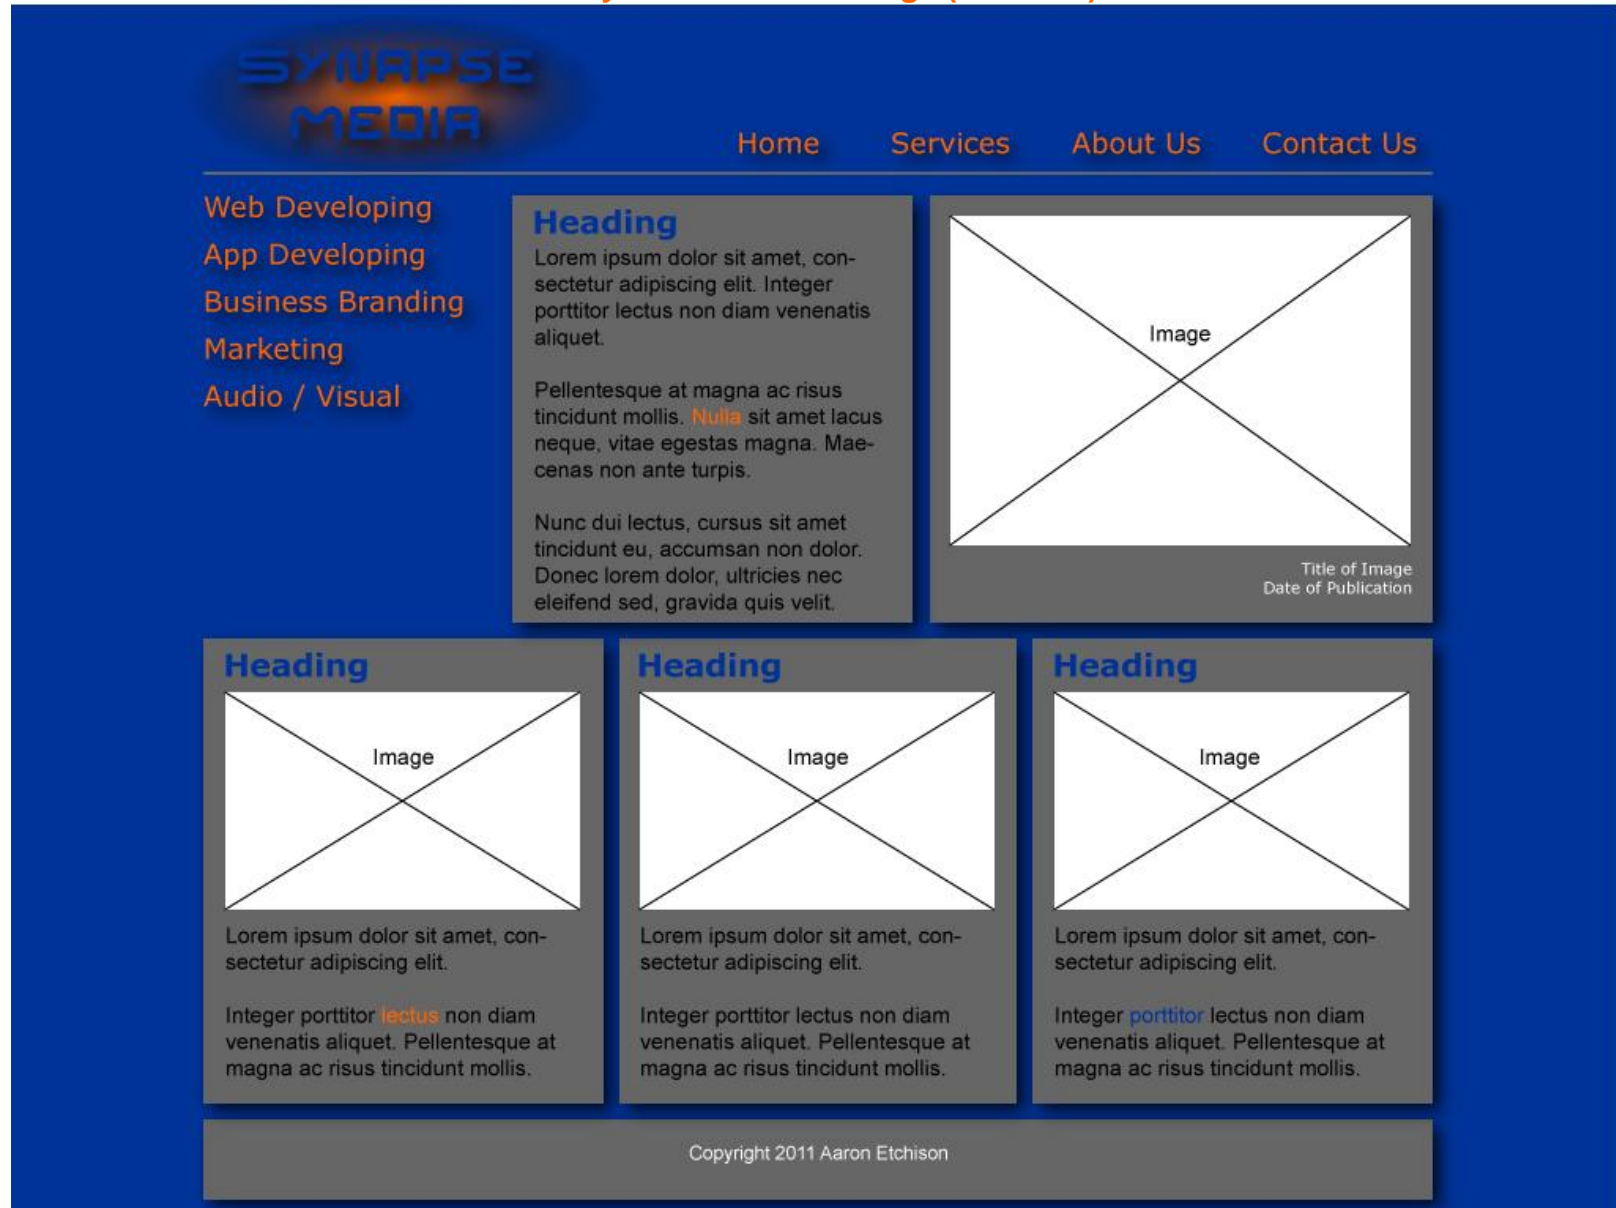 SYNAPSE
MEDIA
Home Services About Us Contact Us
Web Developing
App Developing
Business Branding
Marketing
Audio / Visual
Heading
Lorem ipsum dolor sit amet, con-
sectetur adipiscing elit. Integer
porttitor lectus non diam venenatis
aliquet.
Pellentesque at magna ac risus
tincidunt mollis. Nulla sit amet lacus
neque, vitae egestas magna. Mae-
cenas non ante turpis.
Nunc dui lectus, cursus sit amet
tincidunt eu, accumsan non dolor.
Donec lorem dolor, ultricies nec
eleifend sed, gravida quis velit.
Image
Title of Image
Date of Publication
Heading
Image
Lorem ipsum dolor sit amet, con-
sectetur adipiscing elit.
Integer porttitor lectus non diam
venenatis aliquet. Pellentesque at
magna ac risus tincidunt mollis.
Heading
Image
Lorem ipsum dolor sit amet, con-
sectetur adipiscing elit.
Integer porttitor lectus non diam
venenatis aliquet. Pellentesque at
magna ac risus tincidunt mollis.
Heading
Image
Lorem ipsum dolor sit amet, con-
sectetur adipiscing elit.
Integer porttitor lectus non diam
venenatis aliquet. Pellentesque at
magna ac risus tincidunt mollis.
Copyright 2011 Aaron Etchison